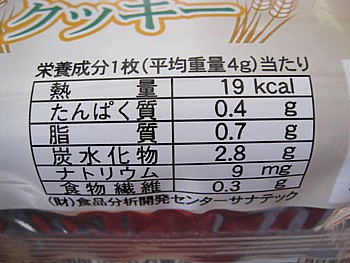 クッキー
栄養成分1枚(平均重量4g)当たり
熱 量 19 kcal
たんぱく質 0.4 g
脂 質 0.7 g
炭水化物 2.8 g
ナトリウム 9 mg
食物繊維 0.3 g
(財)食品分析開発センターサナテック